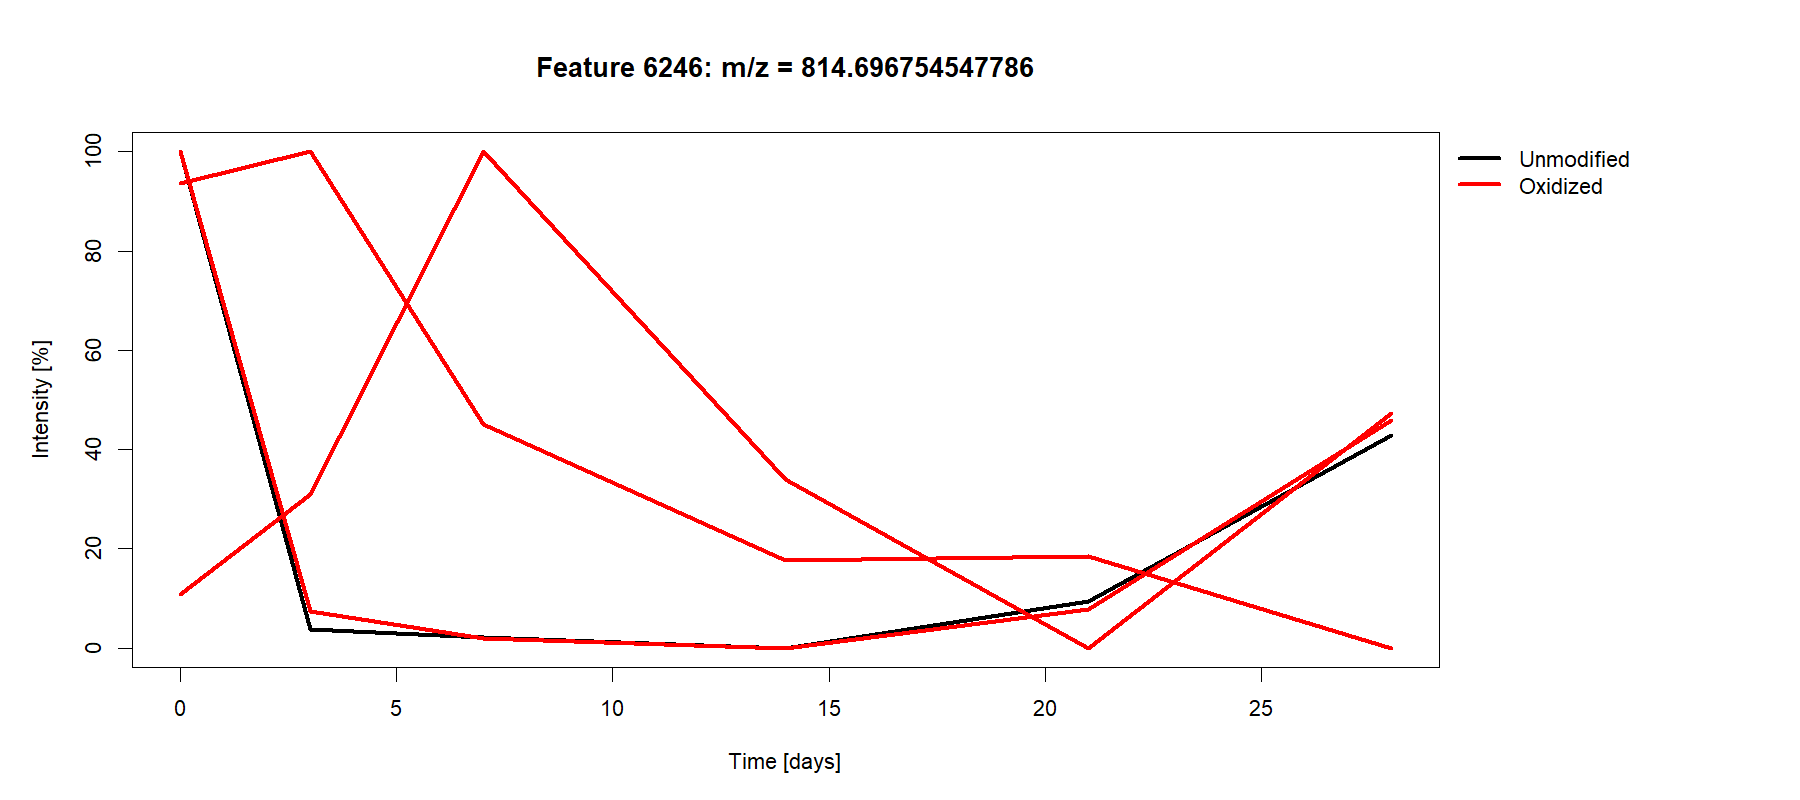 Feature 6246: m/z = 814.696754547786
Unmodified
Oxidized
100
80
60
40
20
0
Intensity [%]
0 5 10 15 20 25
Time [days]